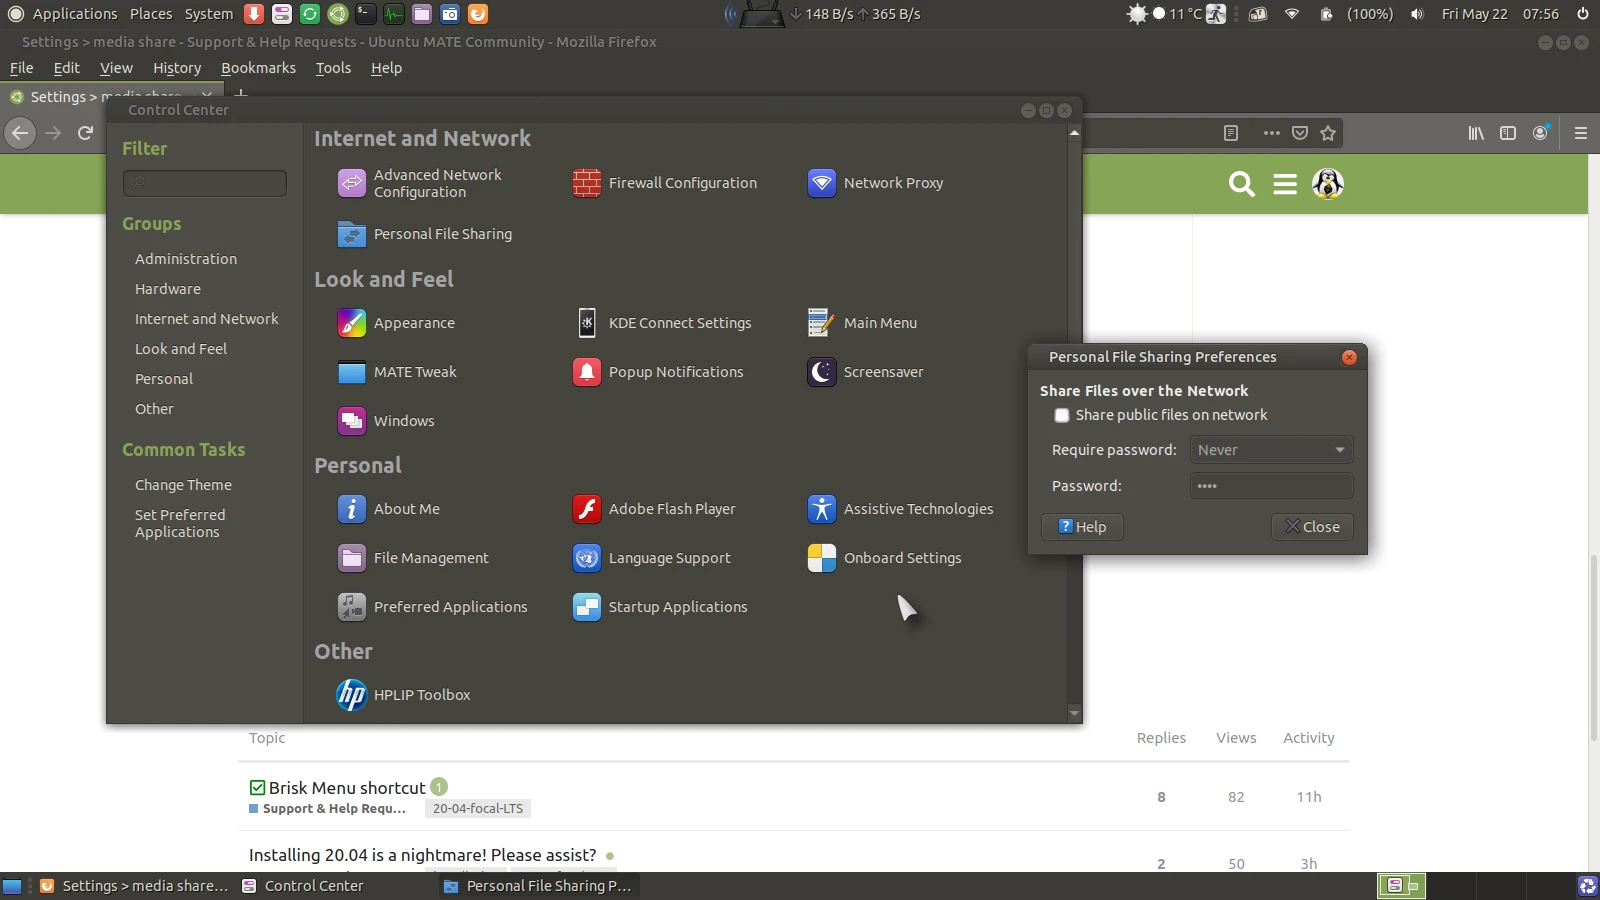 Applications Places System 148 B/s 365 B/s 11 °C (100%) Fri May 22 07:56
Settings > media share - Support & Help Requests - Ubuntu MATE Community - Mozilla Firefox
File Edit View History Bookmarks Tools Help
Settings > media share
Control Center
Filter
Groups
Administration
Hardware
Internet and Network
Look and Feel
Personal
Other
Common Tasks
Change Theme
Set Preferred
Applications
Internet and Network
Advanced Network
Configuration
Firewall Configuration
Network Proxy
Personal File Sharing
Look and Feel
Appearance
KDE Connect Settings
Main Menu
MATE Tweak
Popup Notifications
Screensaver
Windows
Personal
About Me
Adobe Flash Player
Assistive Technologies
File Management
Language Support
Onboard Settings
Preferred Applications
Startup Applications
Other
hp HPLIP Toolbox
Personal File Sharing Preferences
Share Files over the Network
Share public files on network
Require password: Never
Password: ••••
? Help
Close
Topic Replies Views Activity
Brisk Menu shortcut 1 8 82 11h
Support & Help Requ... 20-04-focal-LTS
Installing 20.04 is a nightmare! Please assist? 2 50 3h
Settings > media share... Control Center Personal File Sharing P...